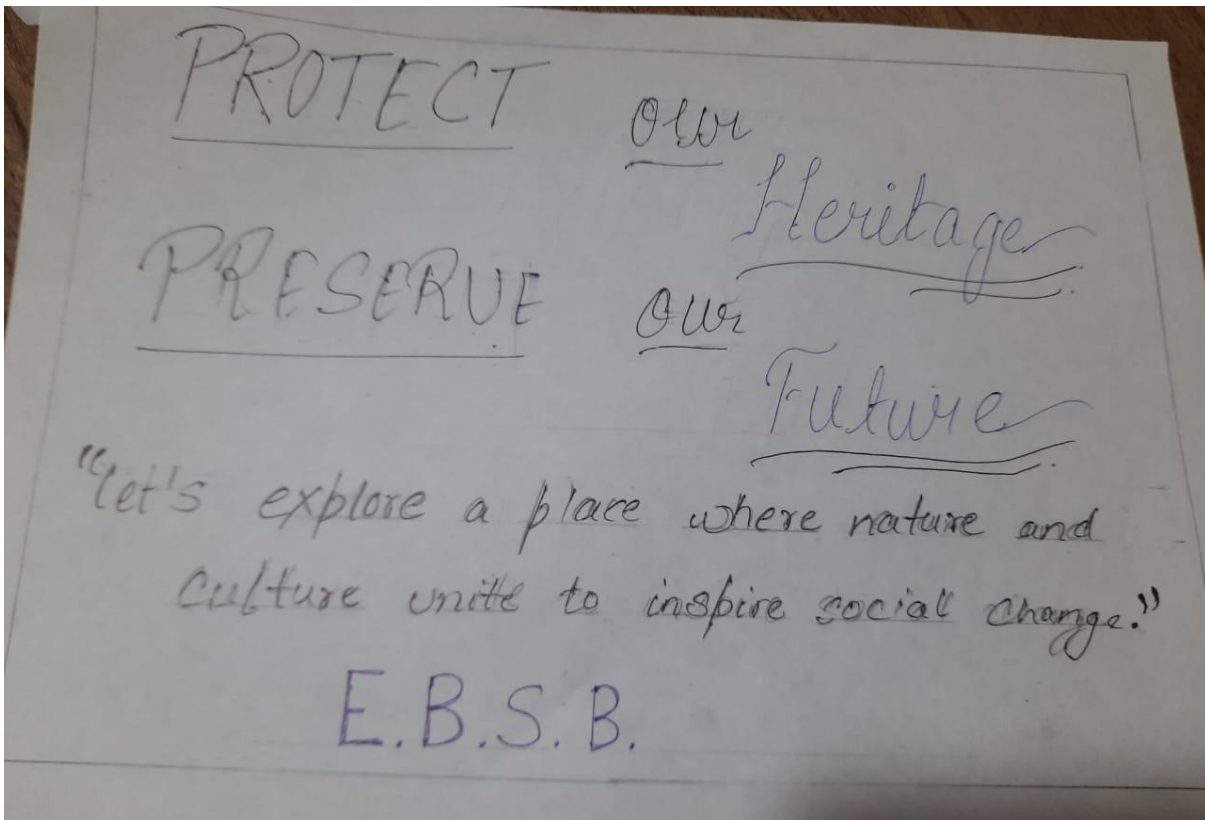 PROTECT our
Heritage
PRESERVE our
Future
"Let's explore a place where nature and
culture unite to inspire social change."
E.B.S.B.